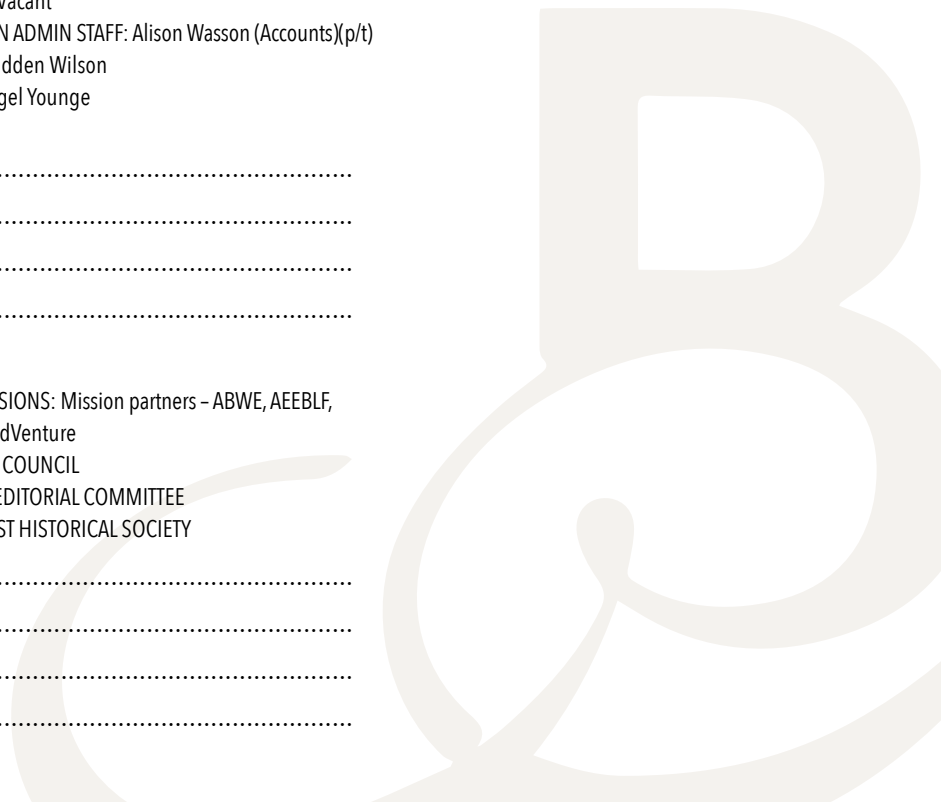 Vacant
N ADMIN STAFF: Alison Wasson (Accounts)(p/t)
dden Wilson
gel Younge
....................................................
....................................................
....................................................
....................................................
SIONS: Mission partners – ABWE, AEEBLF,
dVenture
COUNCIL
EDITORIAL COMMITTEE
ST HISTORICAL SOCIETY
....................................................
....................................................
....................................................
....................................................